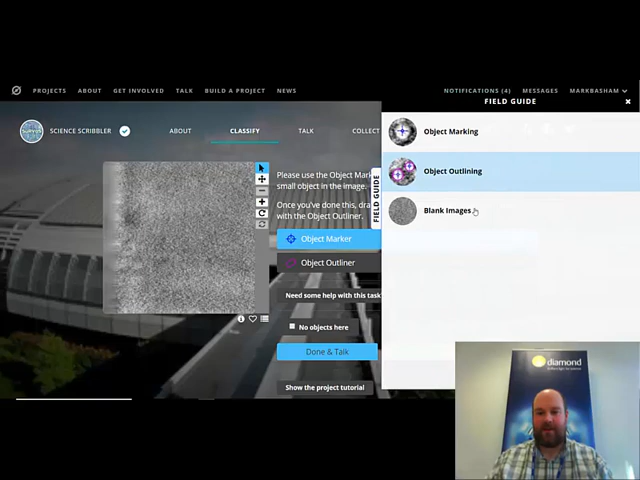 PROJECTS ABOUT GET INVOLVED TALK BUILD A PROJECT NEWS NOTIFICATIONS (4) MESSAGES MARKBASHAM
FIELD GUIDE
SCIENCE SCRIBBLER ABOUT CLASSIFY TALK COLLECT
Object Marking
Object Outlining
Blank Images
FIELD GUIDE
Please use the Object Mark
small object in the image.
Once you've done this, dra
with the Object Outliner.
Object Marker
Object Outliner
Need some help with this task
No objects here
Done & Talk
Show the project tutorial
diamond